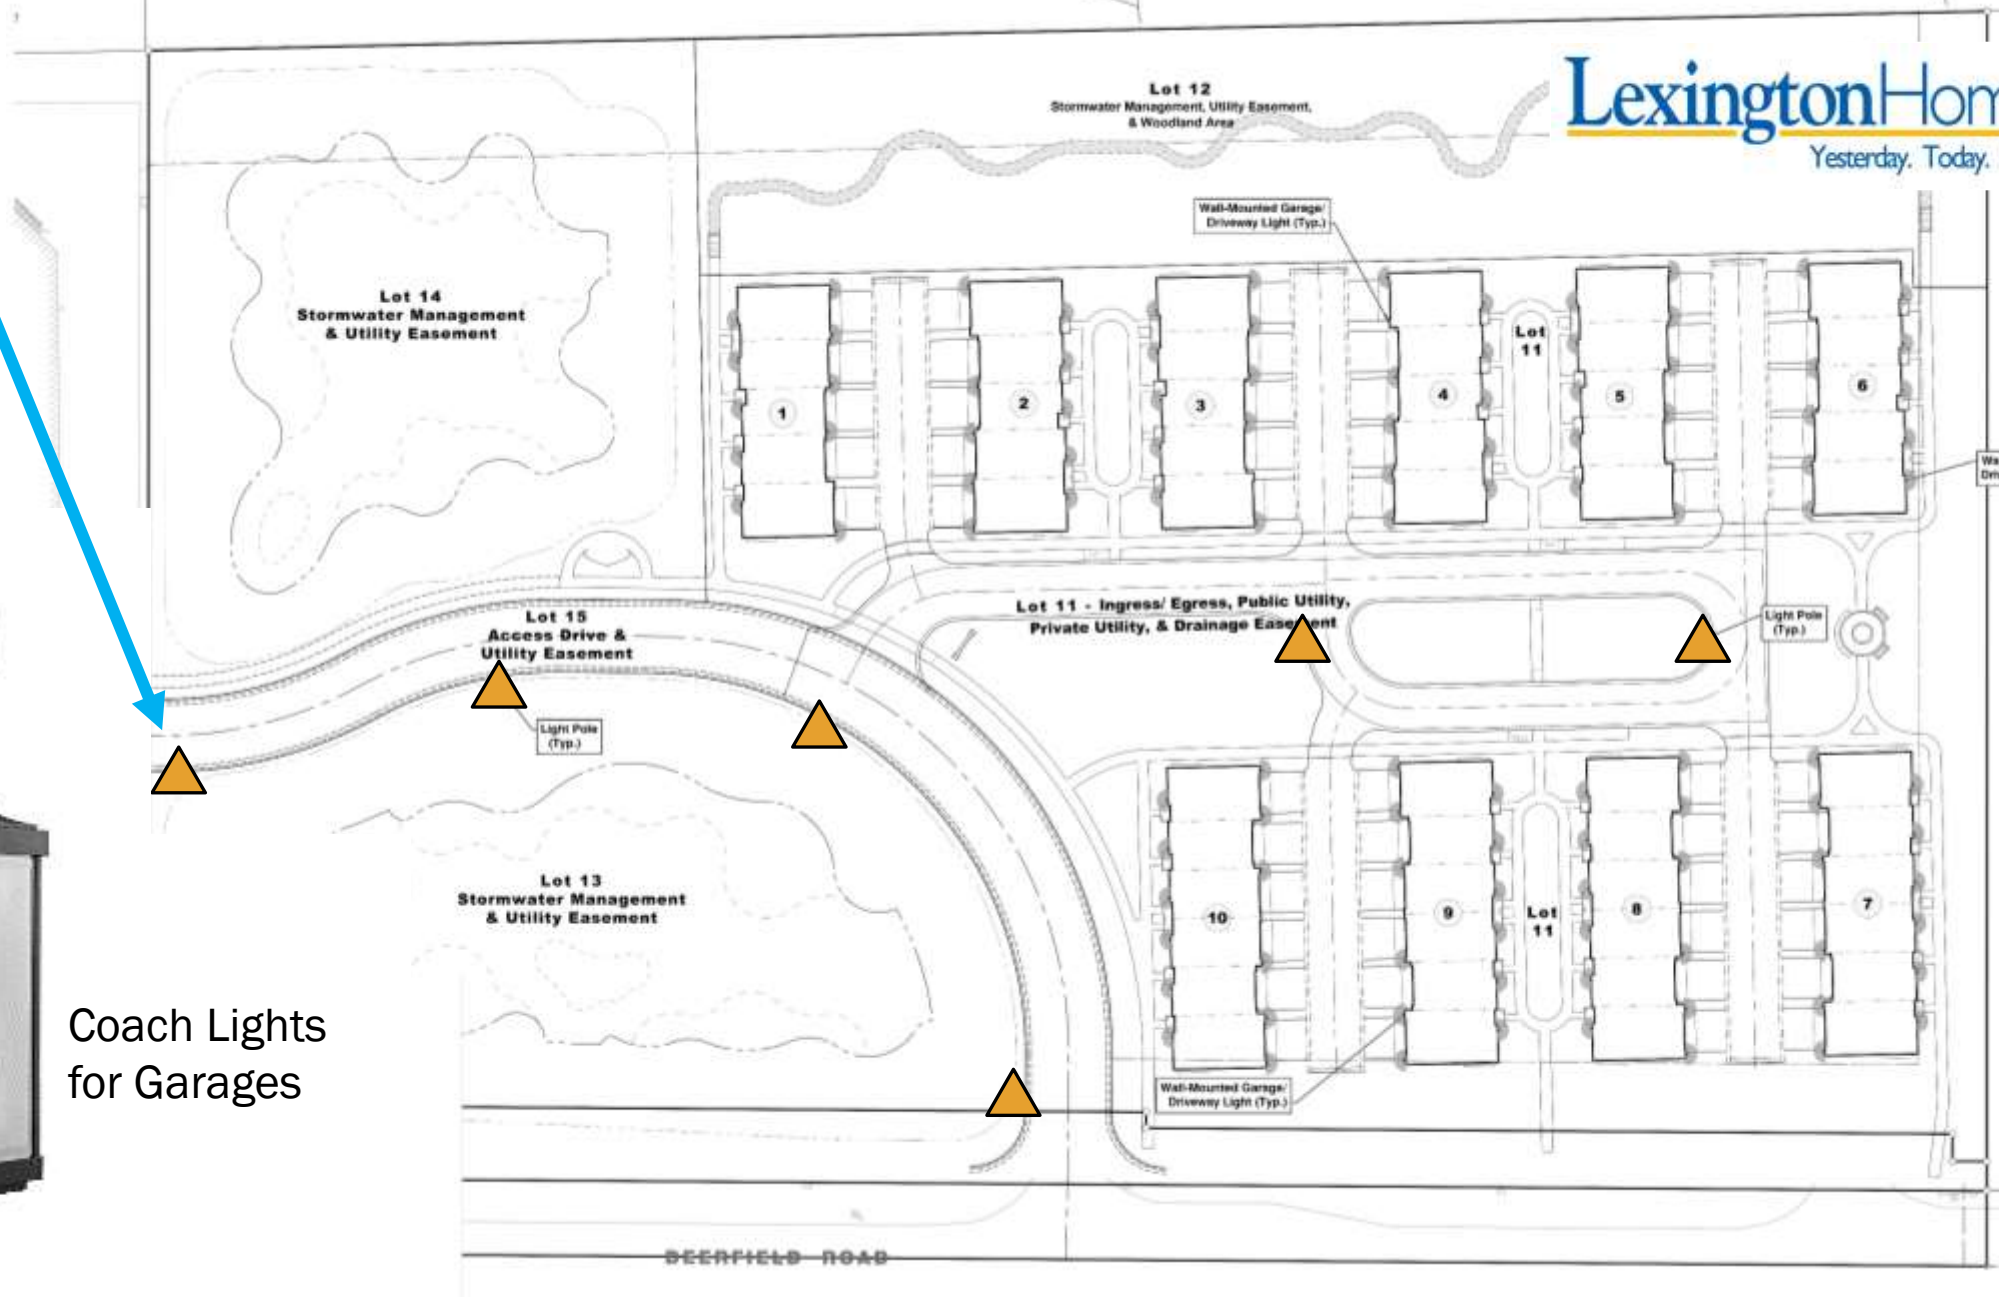 Lot 12
Stormwater Management, Utility Easement,
& Woodland Area
LexingtonHom
Yesterday. Today.
Wall-Mounted Garage/
Driveway Light (Typ.)
Lot 14
Stormwater Management
& Utility Easement
Lot
11
1
2
3
4
5
6
Wa
Dri
Lot 15
Access Drive &
Utility Easement
Lot 11 - Ingress/ Egress, Public Utility,
Private Utility, & Drainage Easement
Light Pole
(Typ.)
Light Pole
(Typ.)
Lot 13
Stormwater Management
& Utility Easement
10
9
Lot
11
8
7
Coach Lights
for Garages
Wall-Mounted Garage/
Driveway Light (Typ.)
DEERFIELD ROAD